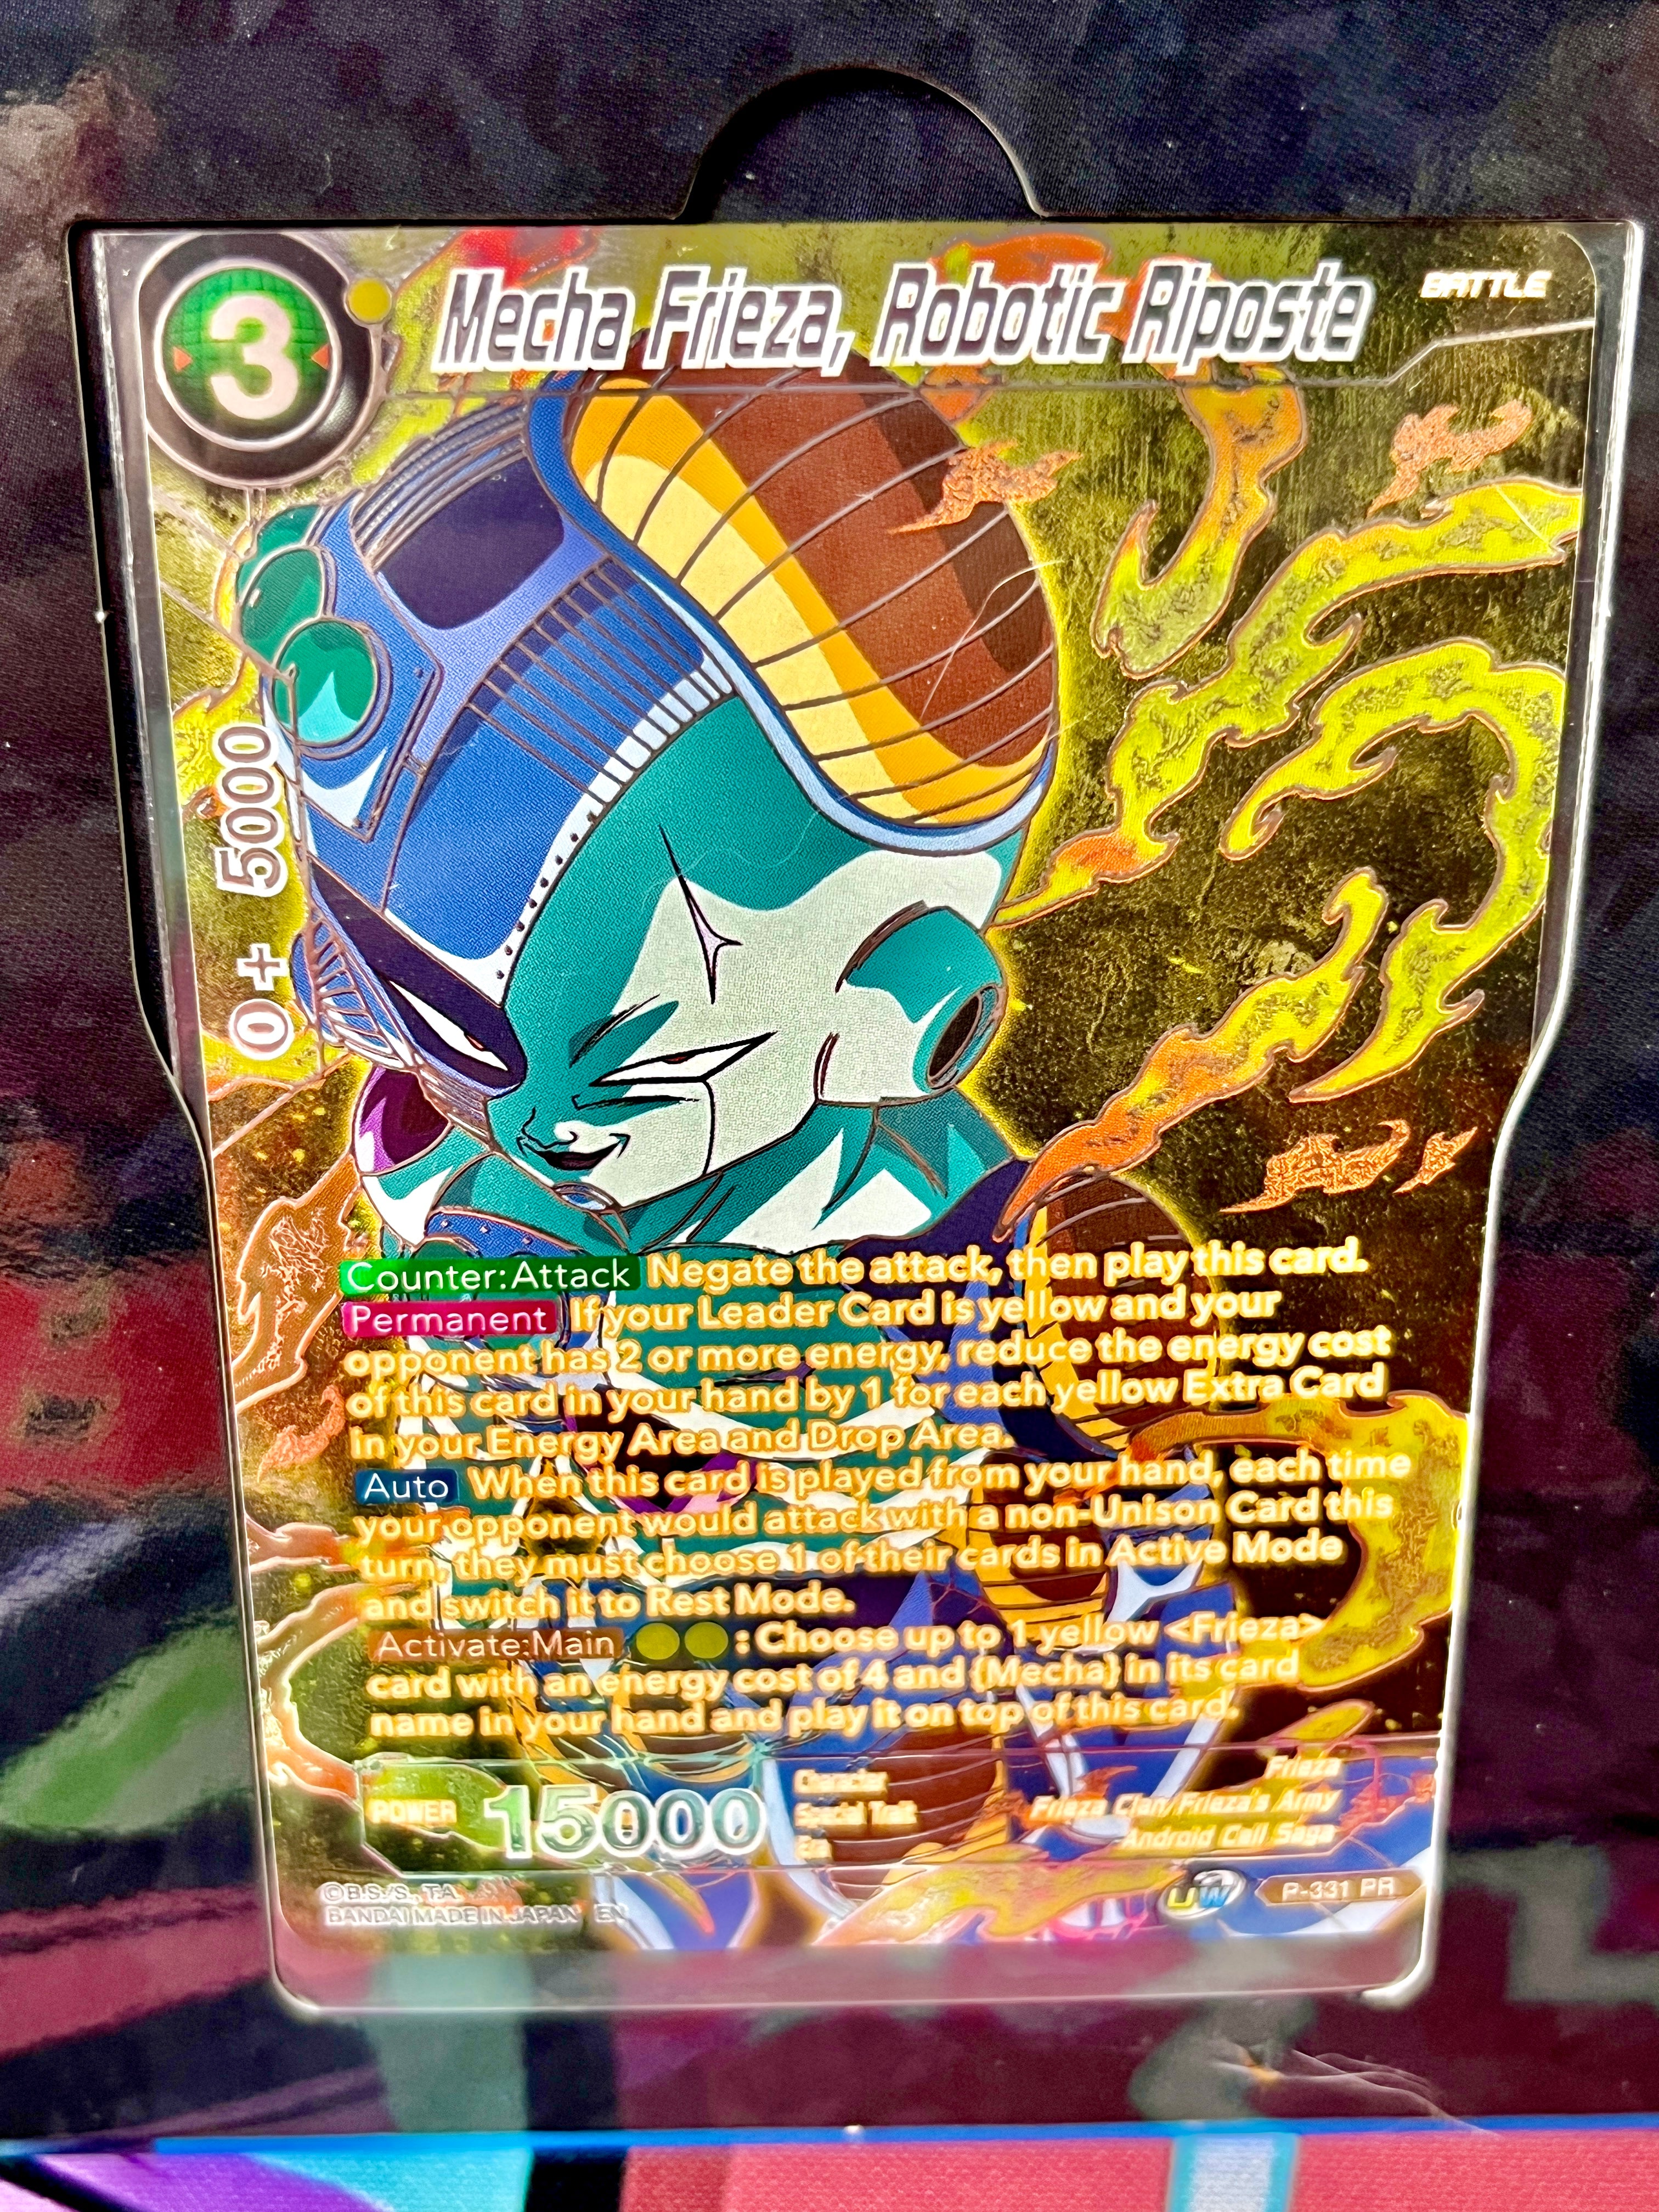 3
Mecha Frieza, Robotic Riposte
BATTLE
0 + 5000
Counter:Attack Negate the attack, then play this card.
Permanent If your Leader Card is yellow and your
opponent has 2 or more energy, reduce the energy cost
of this card in your hand by 1 for each yellow Extra Card
in your Energy Area and Drop Area.
Auto When this card is played from your hand, each time
your opponent would attack with a non-Unison Card this
turn, they must choose 1 of their cards in Active Mode
and switch it to Rest Mode.
Activate:Main : Choose up to 1 yellow <Frieza>
card with an energy cost of 4 and {Mecha} in its card
name in your hand and play it on top of this card.
POWER 15000
Character Frieza
Special Trait Frieza Clan/Frieza's Army
Era Android Cell Saga
©B.S./S., T.A.
BANDAI MADE IN JAPAN EN
UW P-331 PR